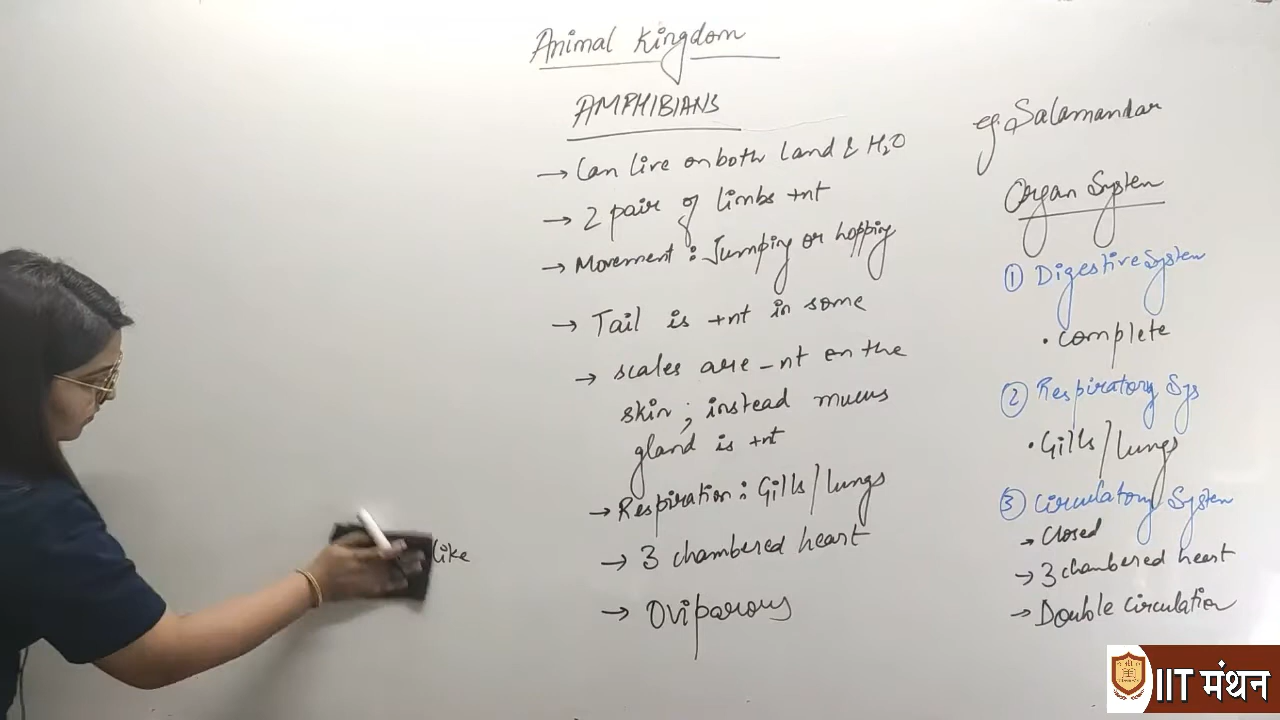 Animal Kingdom
AMPHIBIANS
→ Can live on both land & H₂O
→ 2 pair of limbs +nt
→ Movement : Jumping or hopping
→ Tail is +nt in some
→ scales are -nt on the
skin ; instead mucus
gland is +nt
→ Respiration : Gills / lungs
→ 3 chambered heart
→ Oviparous
like
eg. Salamandar
Organ System
① Digestive System
• complete
② Respiratory Sys
• Gills / lungs
③ Circulatory System
→ Closed
→ 3 chambered heart
→ Double circulation
IIT मंथन